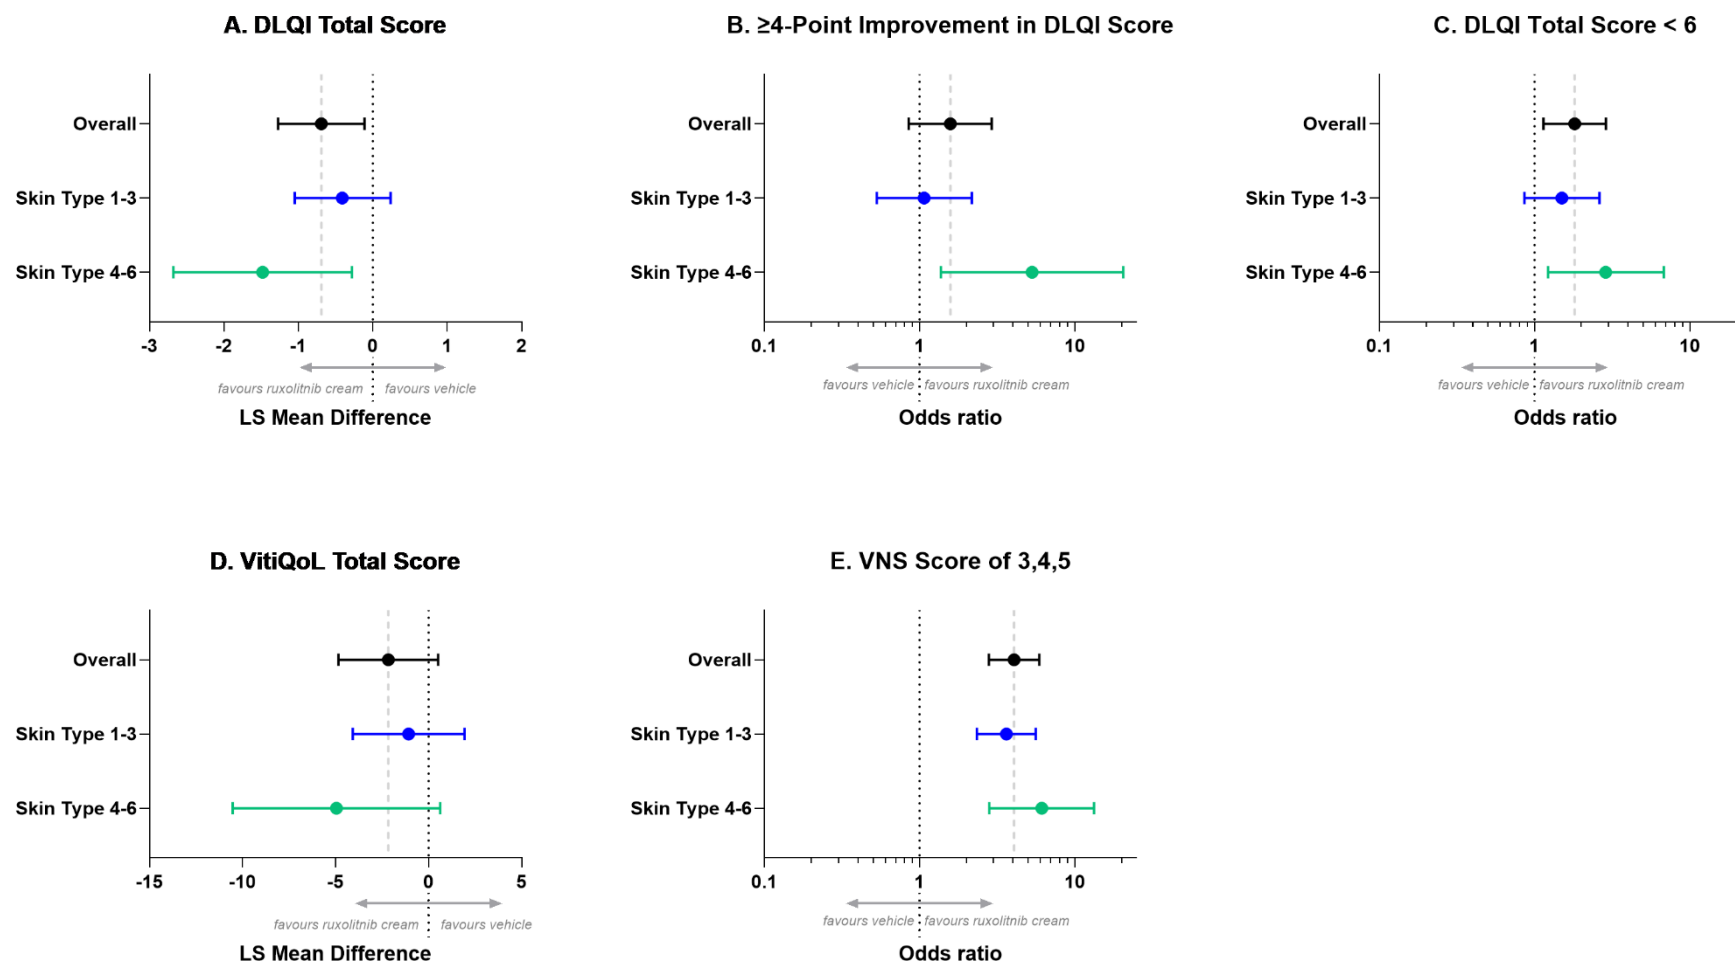 A. DLQI Total Score
Overall
Skin Type 1-3
Skin Type 4-6
-3 -2 -1 0 1 2
favours ruxolitnib cream favours vehicle
LS Mean Difference
B. ≥4-Point Improvement in DLQI Score
Overall
Skin Type 1-3
Skin Type 4-6
0.1 1 10
favours vehicle favours ruxolitnib cream
Odds ratio
C. DLQI Total Score < 6
Overall
Skin Type 1-3
Skin Type 4-6
0.1 1 10
favours vehicle favours ruxolitnib cream
Odds ratio
D. VitiQoL Total Score
Overall
Skin Type 1-3
Skin Type 4-6
-15 -10 -5 0 5
favours ruxolitnib cream favours vehicle
LS Mean Difference
E. VNS Score of 3,4,5
Overall
Skin Type 1-3
Skin Type 4-6
0.1 1 10
favours vehicle favours ruxolitnib cream
Odds ratio